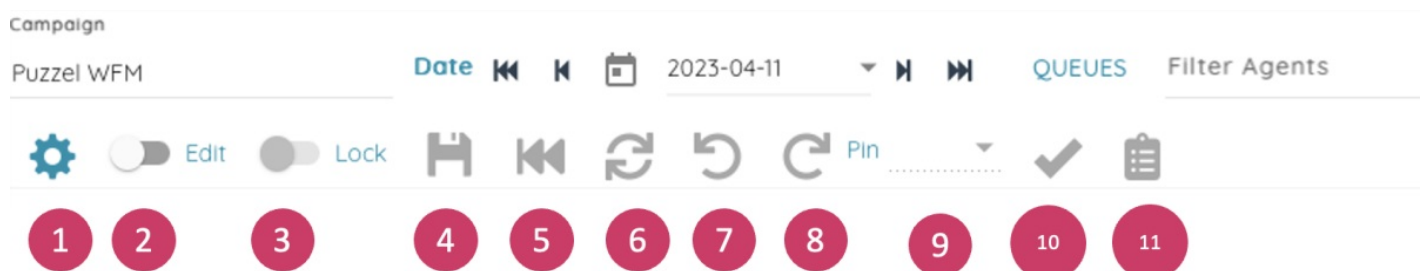 Campaign
Puzzel WFM Date 2023-04-11 QUEUES Filter Agents
Edit Lock Pin
1 2 3 4 5 6 7 8 9 10 11